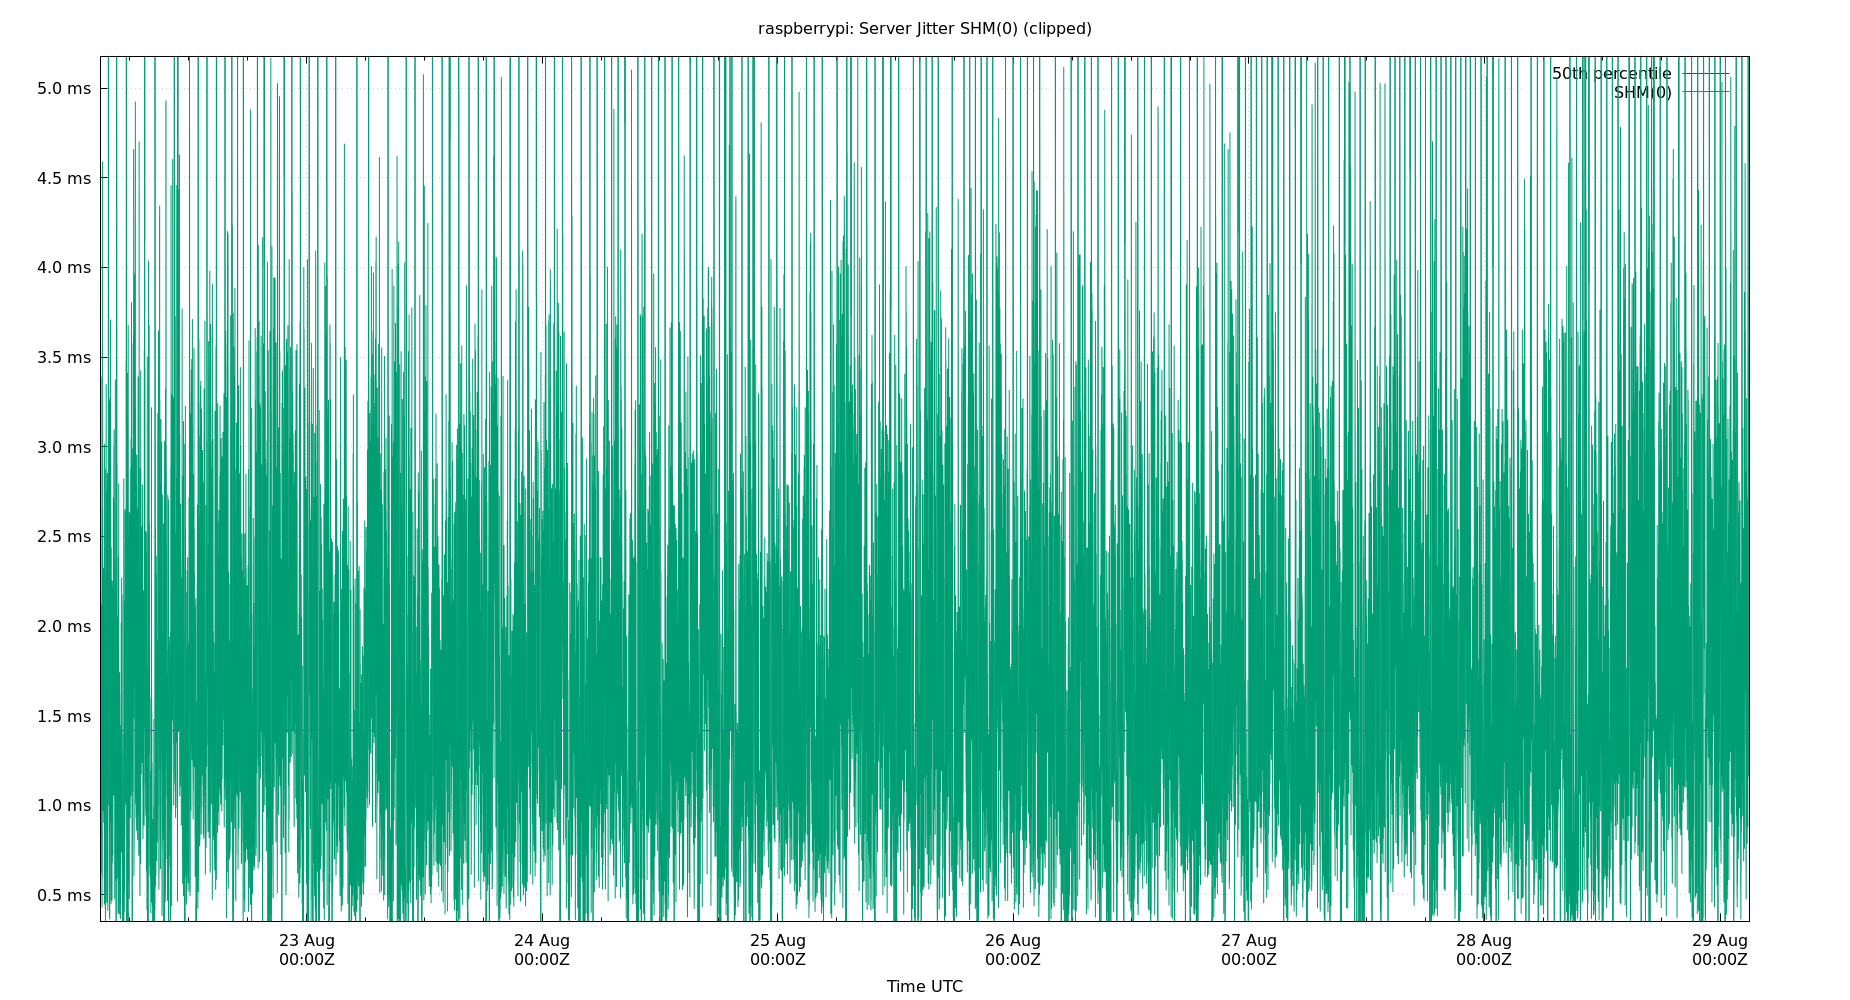 raspberrypi: Server Jitter SHM(0) (clipped)
50th percentile
SHM(0)
5.0 ms
4.5 ms
4.0 ms
3.5 ms
3.0 ms
2.5 ms
2.0 ms
1.5 ms
1.0 ms
0.5 ms
23 Aug 24 Aug 25 Aug 26 Aug 27 Aug 28 Aug 29 Aug
00:00Z 00:00Z 00:00Z 00:00Z 00:00Z 00:00Z 00:00Z
Time UTC